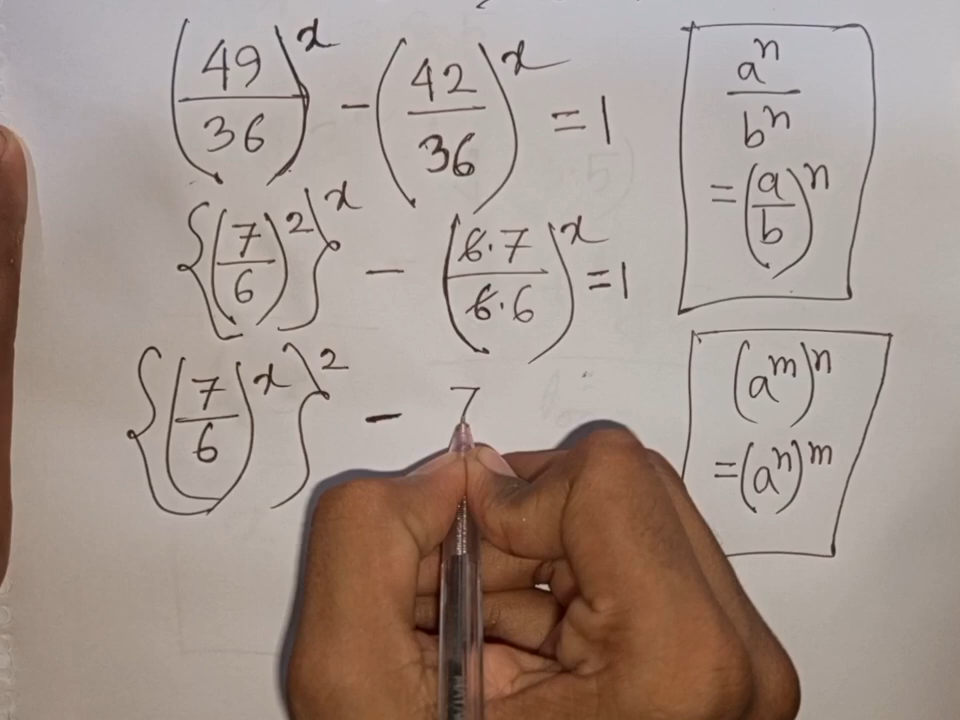 (49/36)^x - (42/36)^x = 1
{(7/6)^2}^x - (6·7/6·6)^x = 1
{(7/6)^x}^2 - 7
a^n/b^n
= (a/b)^n
(a^m)^n
= (a^n)^m